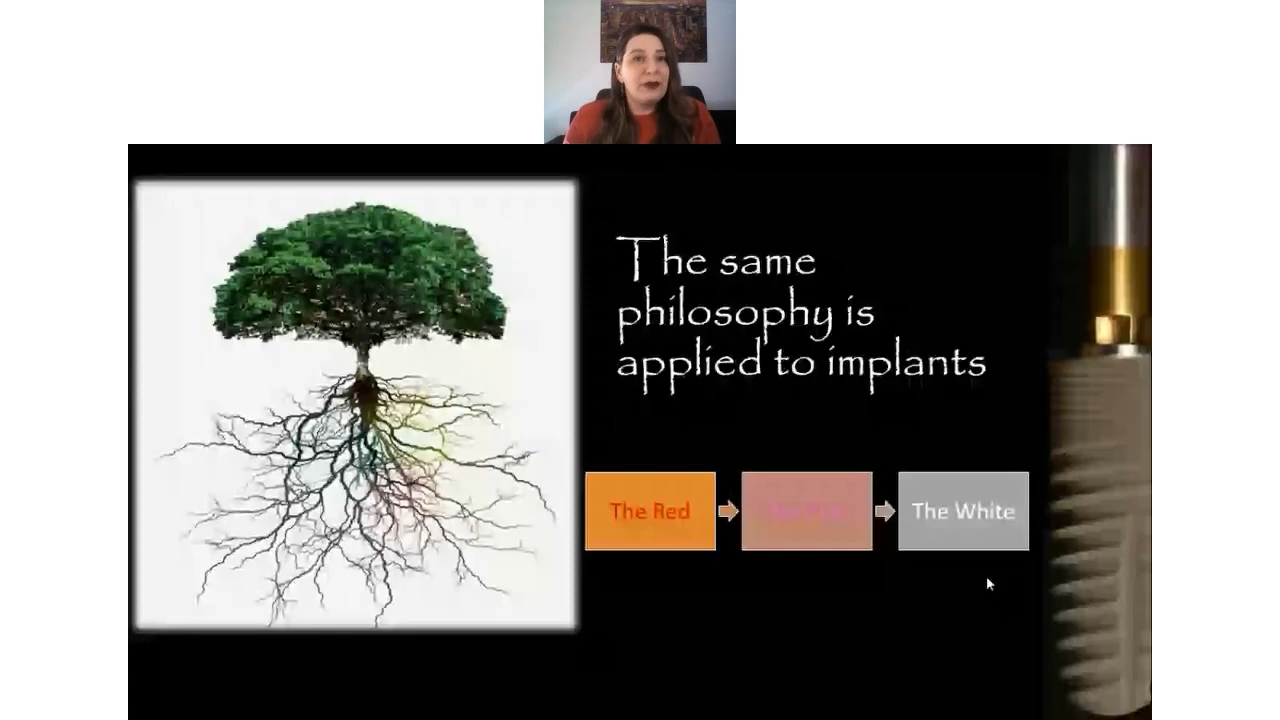 The same
philosophy is
applied to implants
The Red
The White